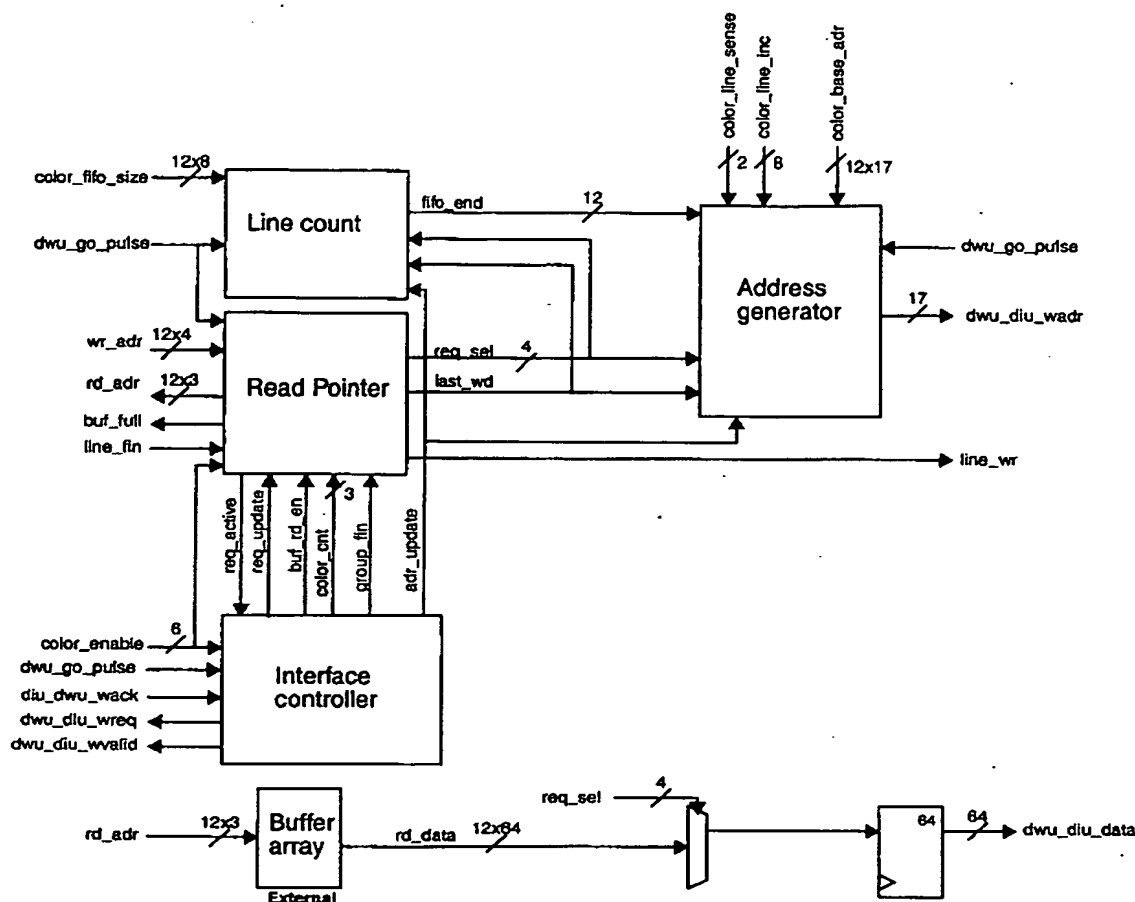 color_line_sense
color_line_inc
color_base_adr
2
8
12x17
color_fifo_size
12x8
Line count
fifo_end
12
dwu_go_pulse
Address
generator
dwu_go_pulse
17
dwu_diu_wadr
wr_adr
12x4
rd_adr
12x3
buf_full
line_fin
Read Pointer
req_sel
4
last_wd
line_wr
req_active
req_update
buf_rd_en
color_cnt
3
group_fin
adr_update
color_enable
6
dwu_go_pulse
diu_dwu_wack
dwu_diu_wreq
dwu_diu_wvalid
Interface
controller
req_sel
4
rd_adr
12x3
Buffer
array
External
rd_data
12x64
64
64
dwu_diu_data